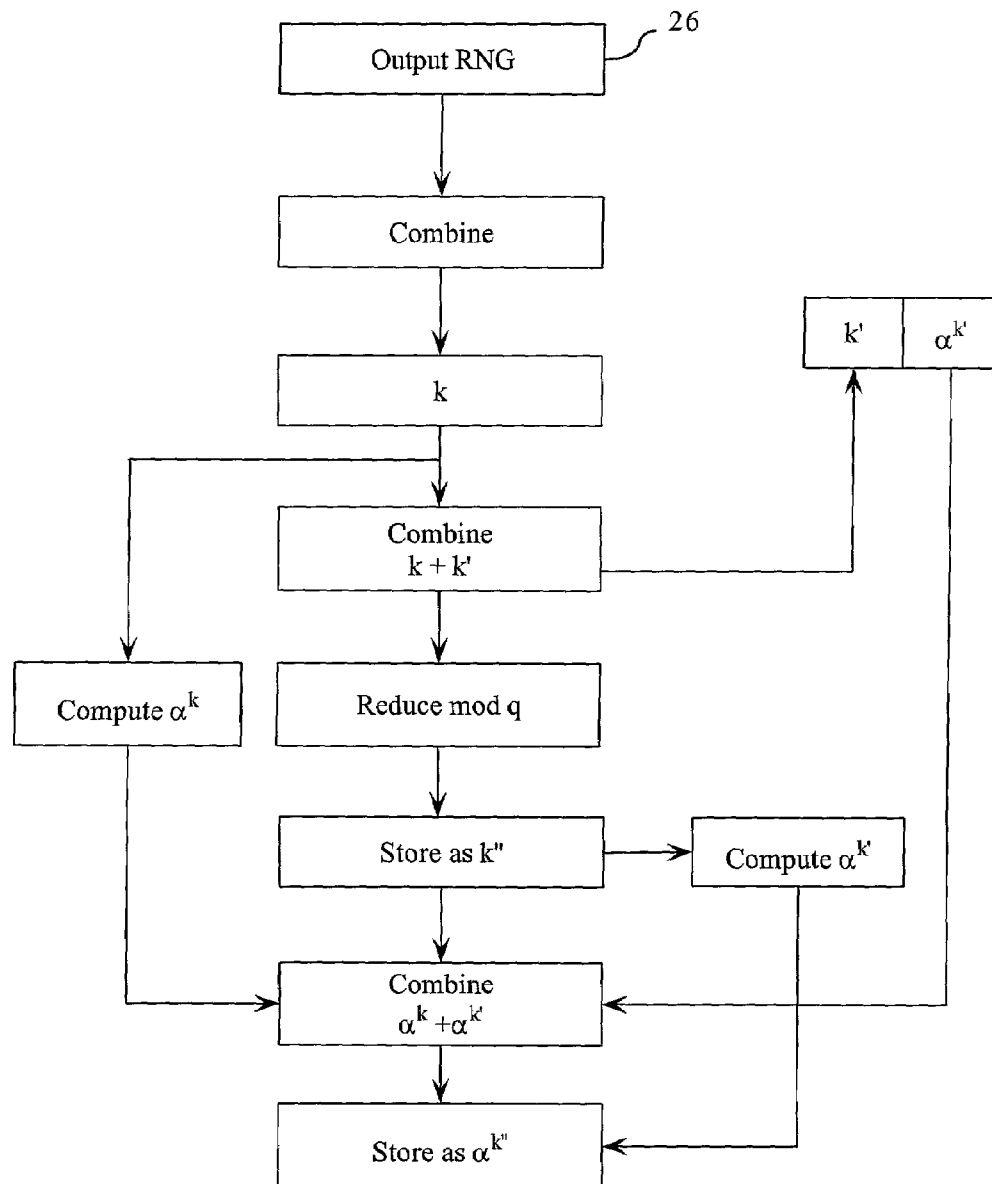 26
Output RNG
Combine
k' α^k'
k
Combine
k + k'
Compute α^k
Reduce mod q
Store as k"
Compute α^k'
Combine
α^k +α^k'
Store as α^k"